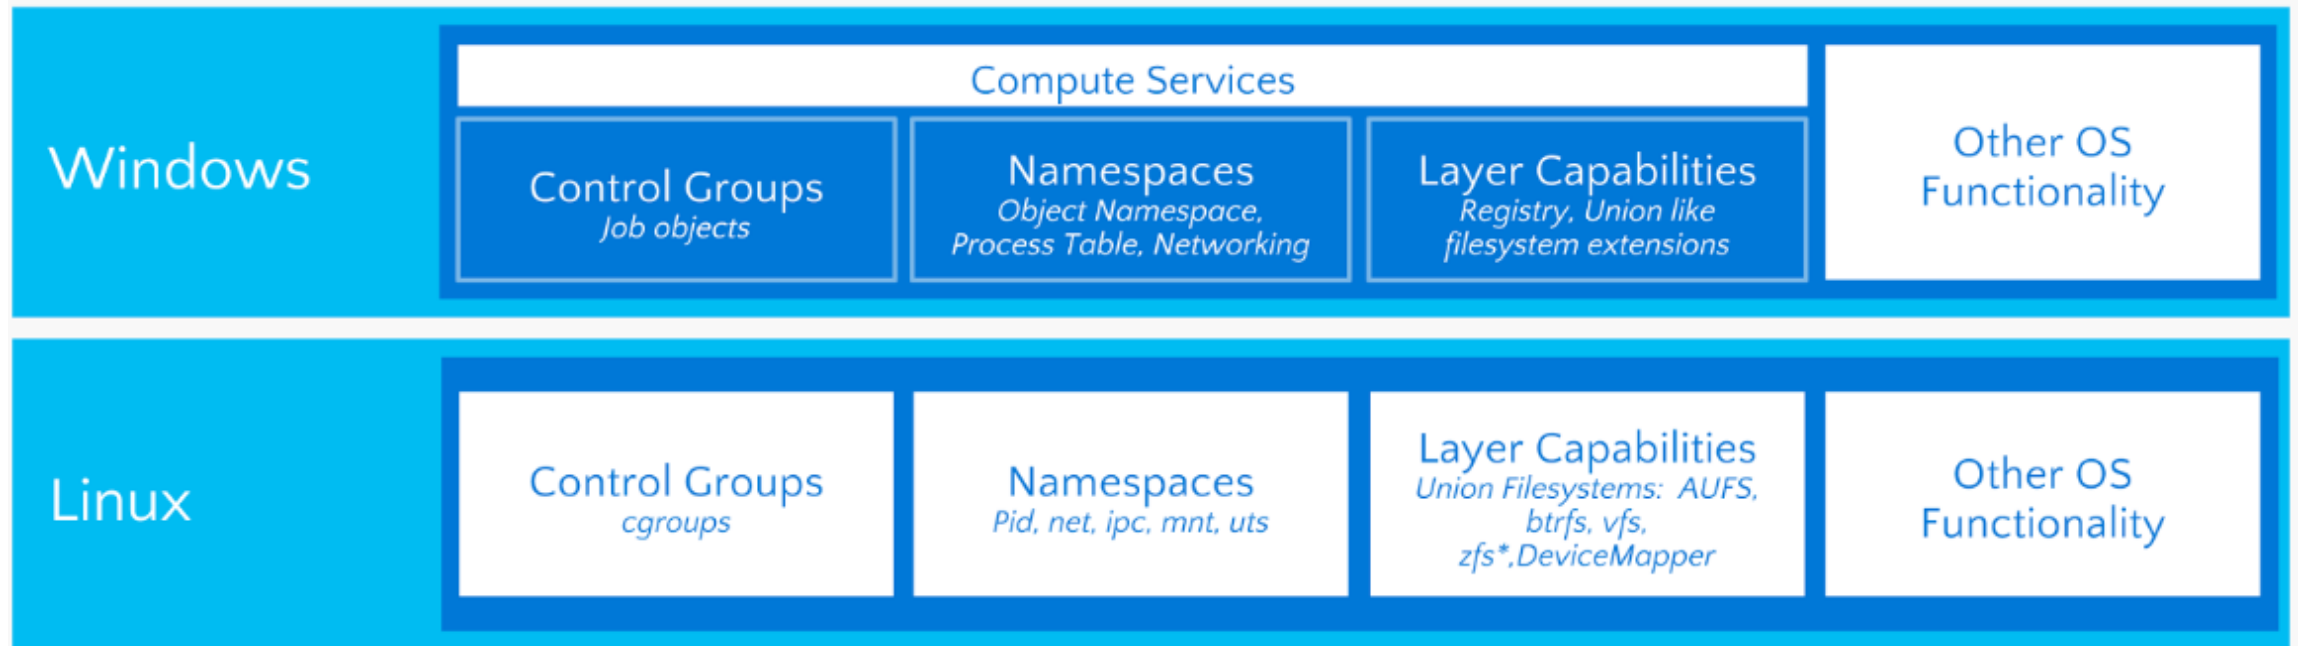 Windows
Compute Services
Control Groups
Job objects
Namespaces
Object Namespace,
Process Table, Networking
Layer Capabilities
Registry, Union like
filesystem extensions
Other OS
Functionality
Linux
Control Groups
cgroups
Namespaces
Pid, net, ipc, mnt, uts
Layer Capabilities
Union Filesystems: AUFS,
btrfs, vfs,
zfs*,DeviceMapper
Other OS
Functionality